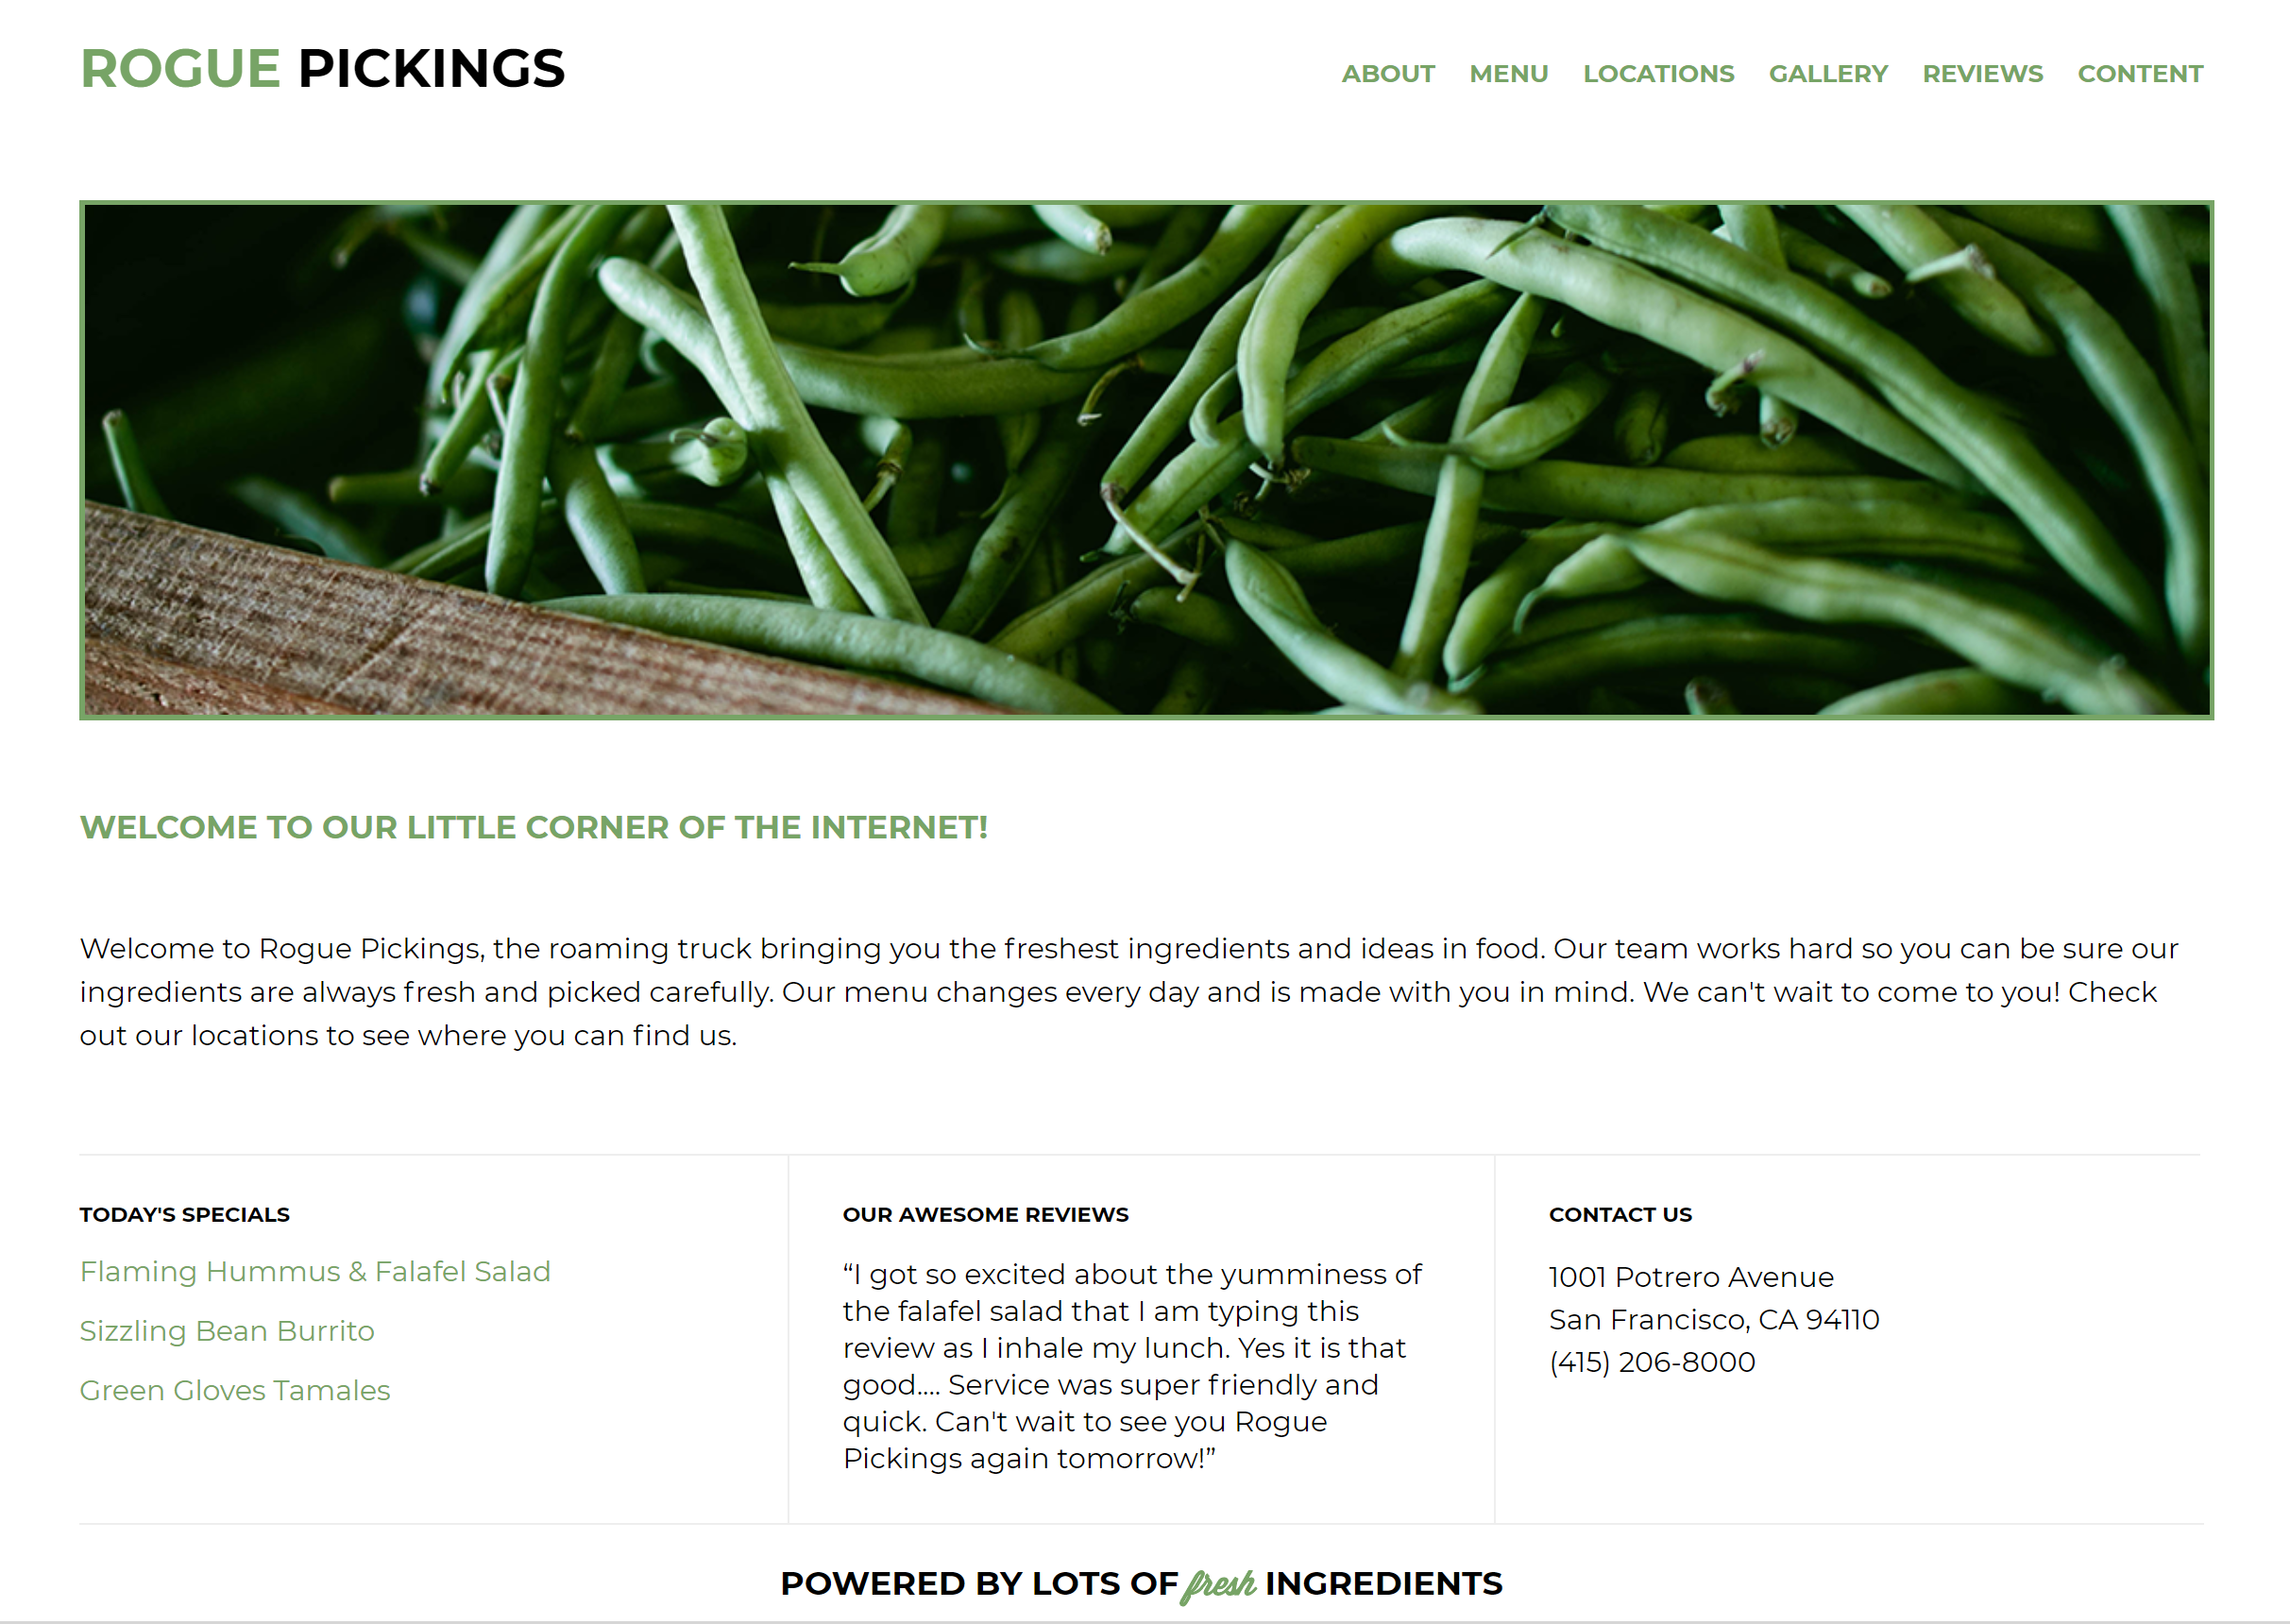 ROGUE PICKINGS
ABOUT MENU LOCATIONS GALLERY REVIEWS CONTENT
WELCOME TO OUR LITTLE CORNER OF THE INTERNET!
Welcome to Rogue Pickings, the roaming truck bringing you the freshest ingredients and ideas in food. Our team works hard so you can be sure our
ingredients are always fresh and picked carefully. Our menu changes every day and is made with you in mind. We can't wait to come to you! Check
out our locations to see where you can find us.
TODAY'S SPECIALS
Flaming Hummus & Falafel Salad
Sizzling Bean Burrito
Green Gloves Tamales
OUR AWESOME REVIEWS
“I got so excited about the yumminess of
the falafel salad that I am typing this
review as I inhale my lunch. Yes it is that
good.... Service was super friendly and
quick. Can't wait to see you Rogue
Pickings again tomorrow!”
CONTACT US
1001 Potrero Avenue
San Francisco, CA 94110
(415) 206-8000
POWERED BY LOTS OF fresh INGREDIENTS